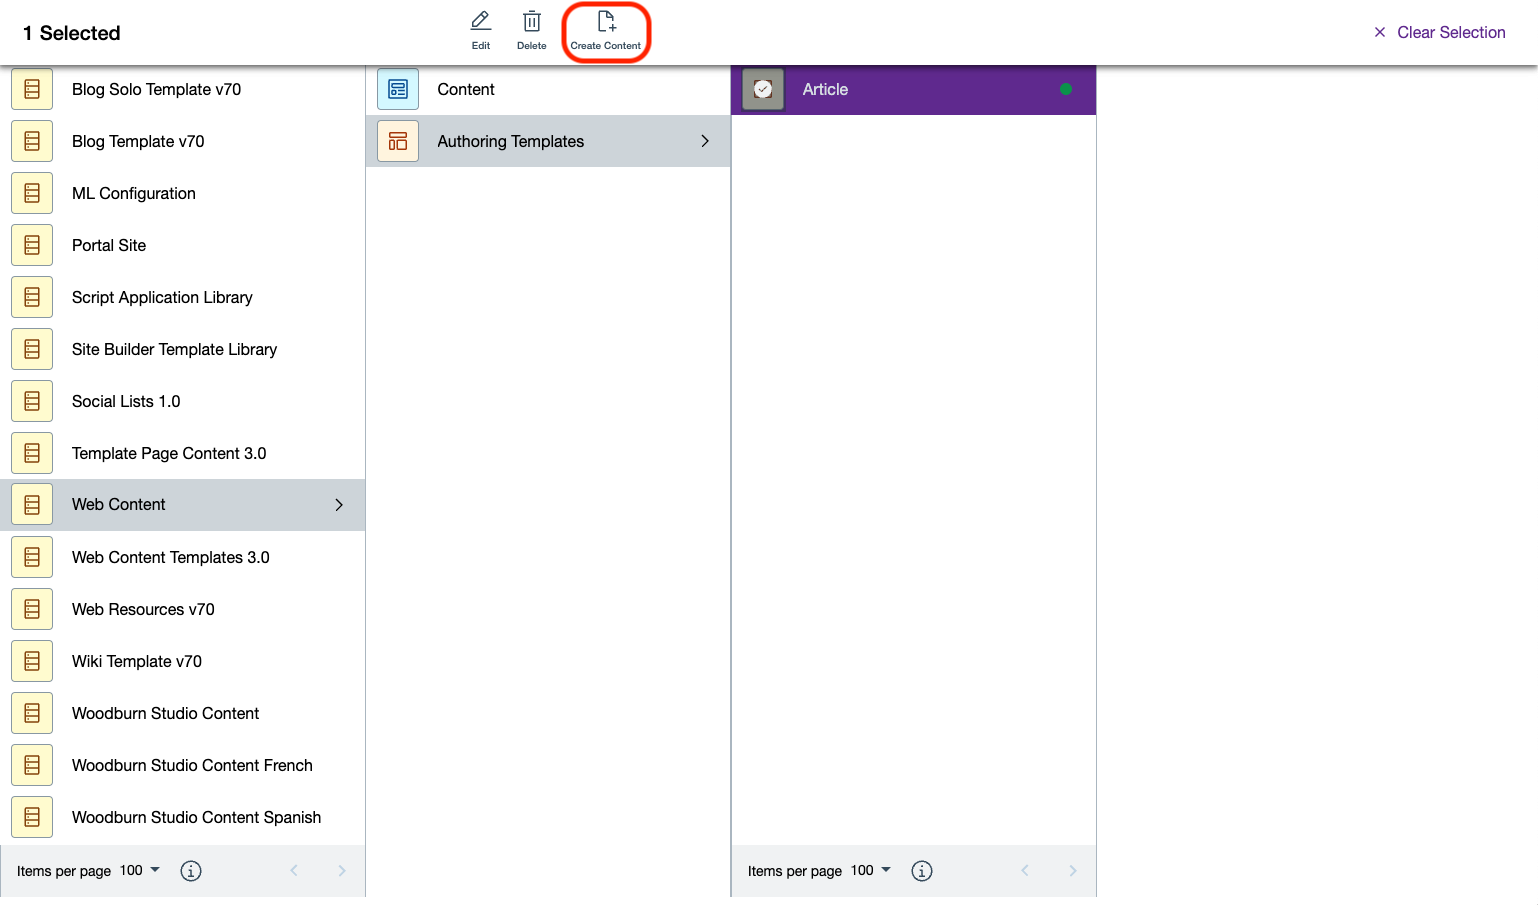 1 Selected
Edit
Delete
Create Content
Clear Selection
Blog Solo Template v70
Blog Template v70
ML Configuration
Portal Site
Script Application Library
Site Builder Template Library
Social Lists 1.0
Template Page Content 3.0
Web Content
Web Content Templates 3.0
Web Resources v70
Wiki Template v70
Woodburn Studio Content
Woodburn Studio Content French
Woodburn Studio Content Spanish
Items per page 100
Content
Authoring Templates
Article
Items per page 100